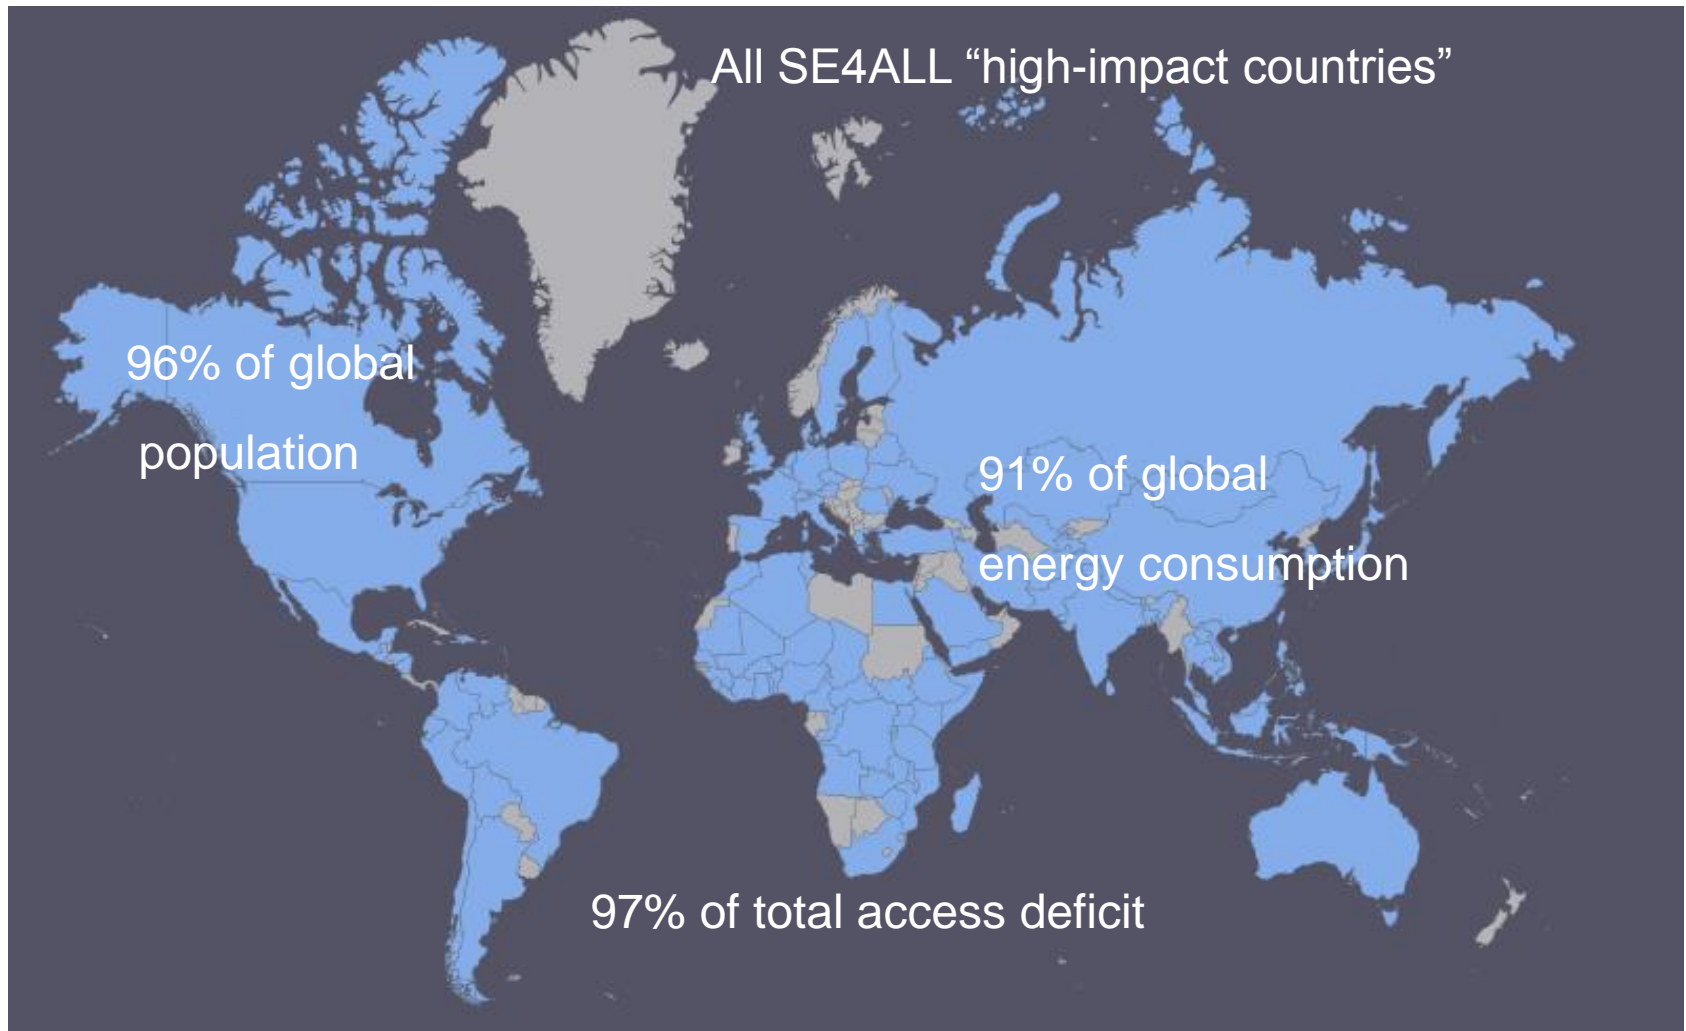 All SE4ALL “high-impact countries”
96% of global
population
91% of global
energy consumption
97% of total access deficit